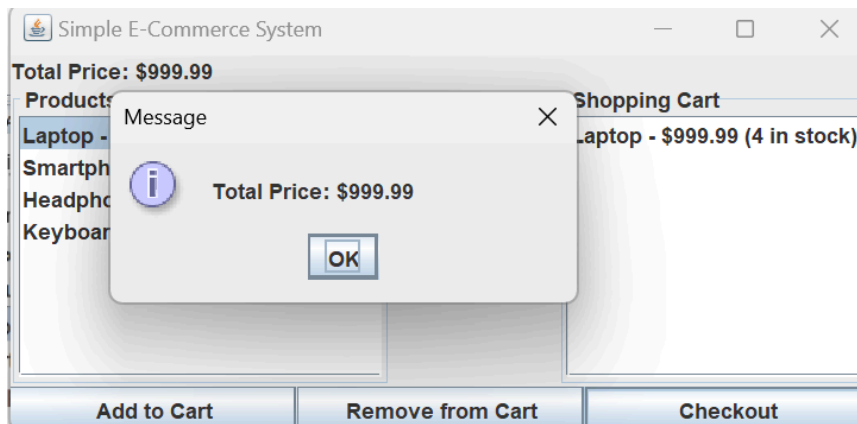 Simple E-Commerce System
Total Price: $999.99
Products
Laptop -
Smartph
Headpho
Keyboar
Message
Total Price: $999.99
OK
Shopping Cart
Laptop - $999.99 (4 in stock)
Add to Cart
Remove from Cart
Checkout